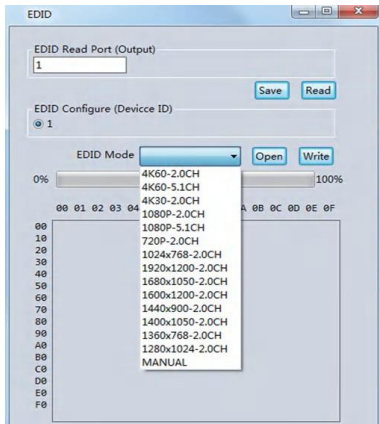 EDID
EDID Read Port (Output)
1
Save Read
EDID Configure (Devicce ID)
1
EDID Mode Open Write
0% 100%
4K60-2.0CH
4K60-5.1CH
4K30-2.0CH
1080P-2.0CH
1080P-5.1CH
720P-2.0CH
1024x768-2.0CH
1920x1200-2.0CH
1680x1050-2.0CH
1600x1200-2.0CH
1440x900-2.0CH
1400x1050-2.0CH
1360x768-2.0CH
1280x1024-2.0CH
MANUAL
00 01 02 03 04 A 0B 0C 0D 0E 0F
00
10
20
30
40
50
60
70
80
90
A0
B0
C0
D0
E0
F0